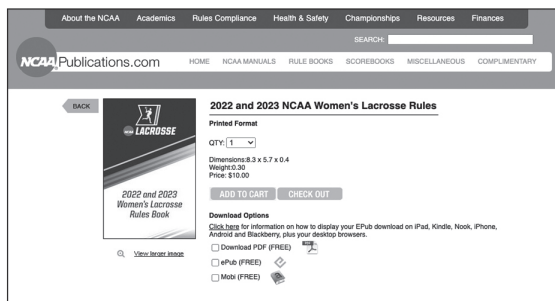 About the NCAA Academics Rules Compliance Health & Safety Championships Resources Finances
SEARCH:
NCAA Publications.com
HOME NCAA MANUALS RULE BOOKS SCOREBOOKS MISCELLANEOUS COMPLIMENTARY
BACK
NCAA LACROSSE
2022 and 2023
Women's Lacrosse
Rules Book
View larger image
2022 and 2023 NCAA Women's Lacrosse Rules
Printed Format
QTY: 1
Dimensions:8.3 x 5.7 x 0.4
Weight:0.30
Price: $10.00
ADD TO CART CHECK OUT
Download Options
Click here for information on how to display your EPub download on iPad, Kindle, Nook, iPhone,
Android and Blackberry, plus your desktop browsers.
Download PDF (FREE)
ePub (FREE)
Mobi (FREE)